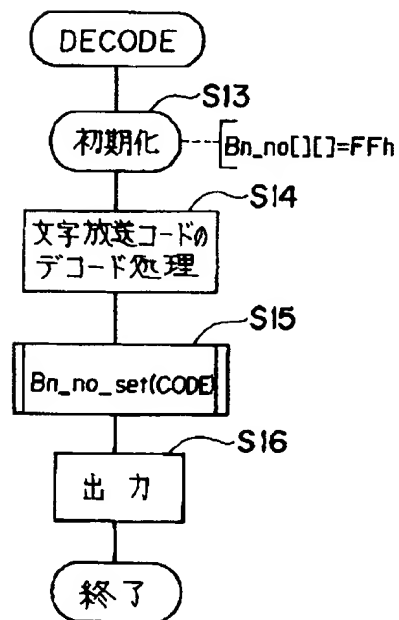 DECODE
S13
初期化
Bn_no[][]=FFh
S14
文字放送コードの
デコード処理
S15
Bn_no_set(CODE)
S16
出力
終了